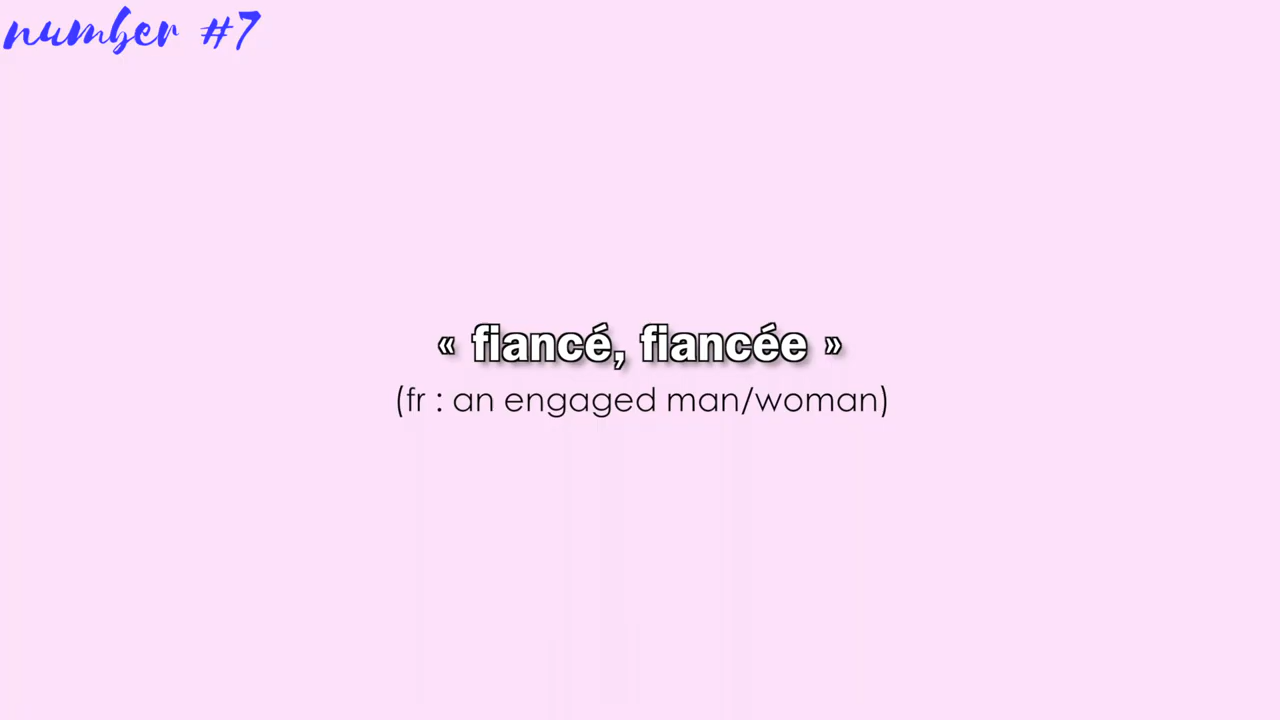 number #7
« fiancé, fiancée »
(fr : an engaged man/woman)